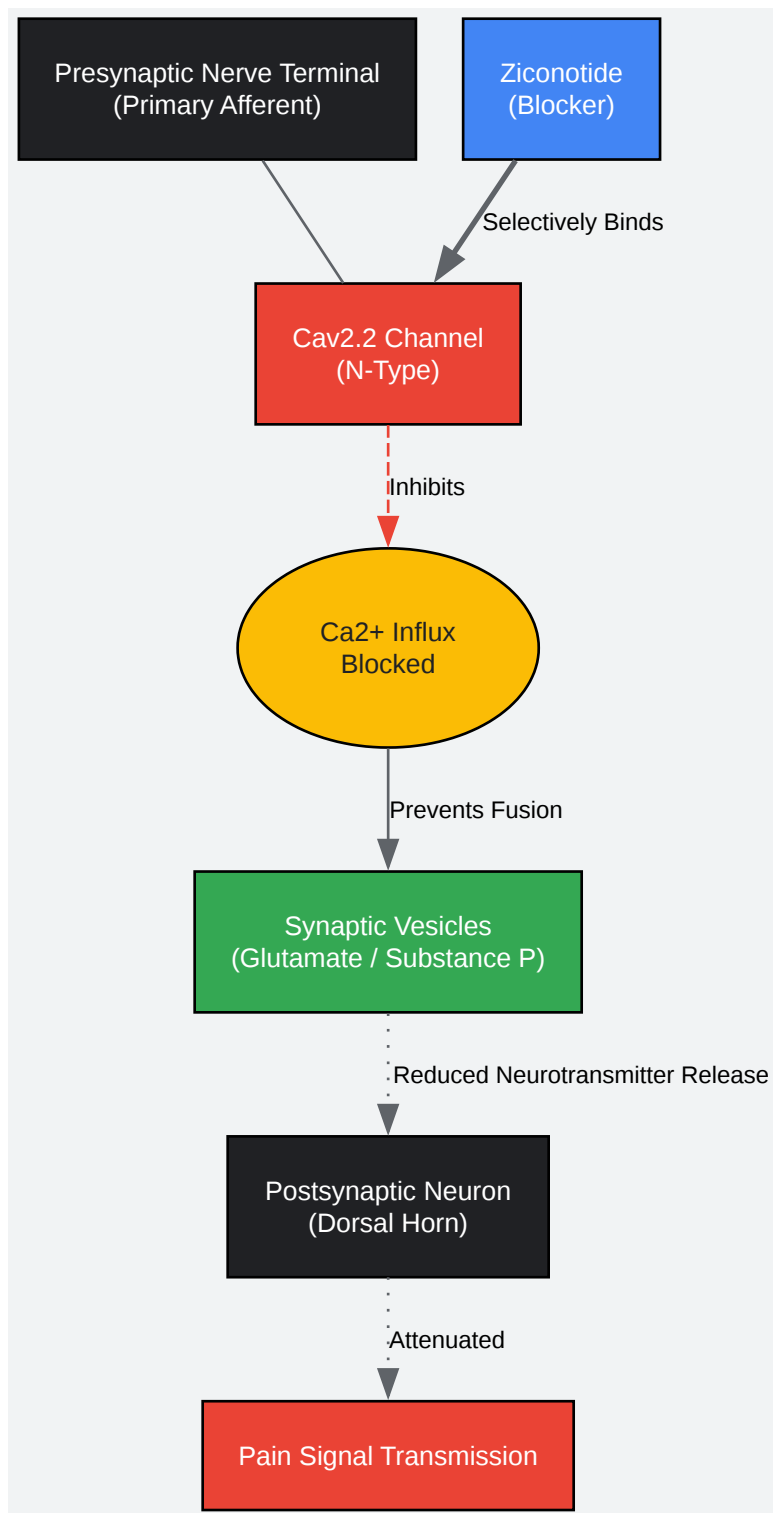 Presynaptic Nerve Terminal
(Primary Afferent)
Ziconotide
(Blocker)
Selectively Binds
Cav2.2 Channel
(N-Type)
Inhibits
Ca2+ Influx
Blocked
Prevents Fusion
Synaptic Vesicles
(Glutamate / Substance P)
Reduced Neurotransmitter Release
Postsynaptic Neuron
(Dorsal Horn)
Attenuated
Pain Signal Transmission